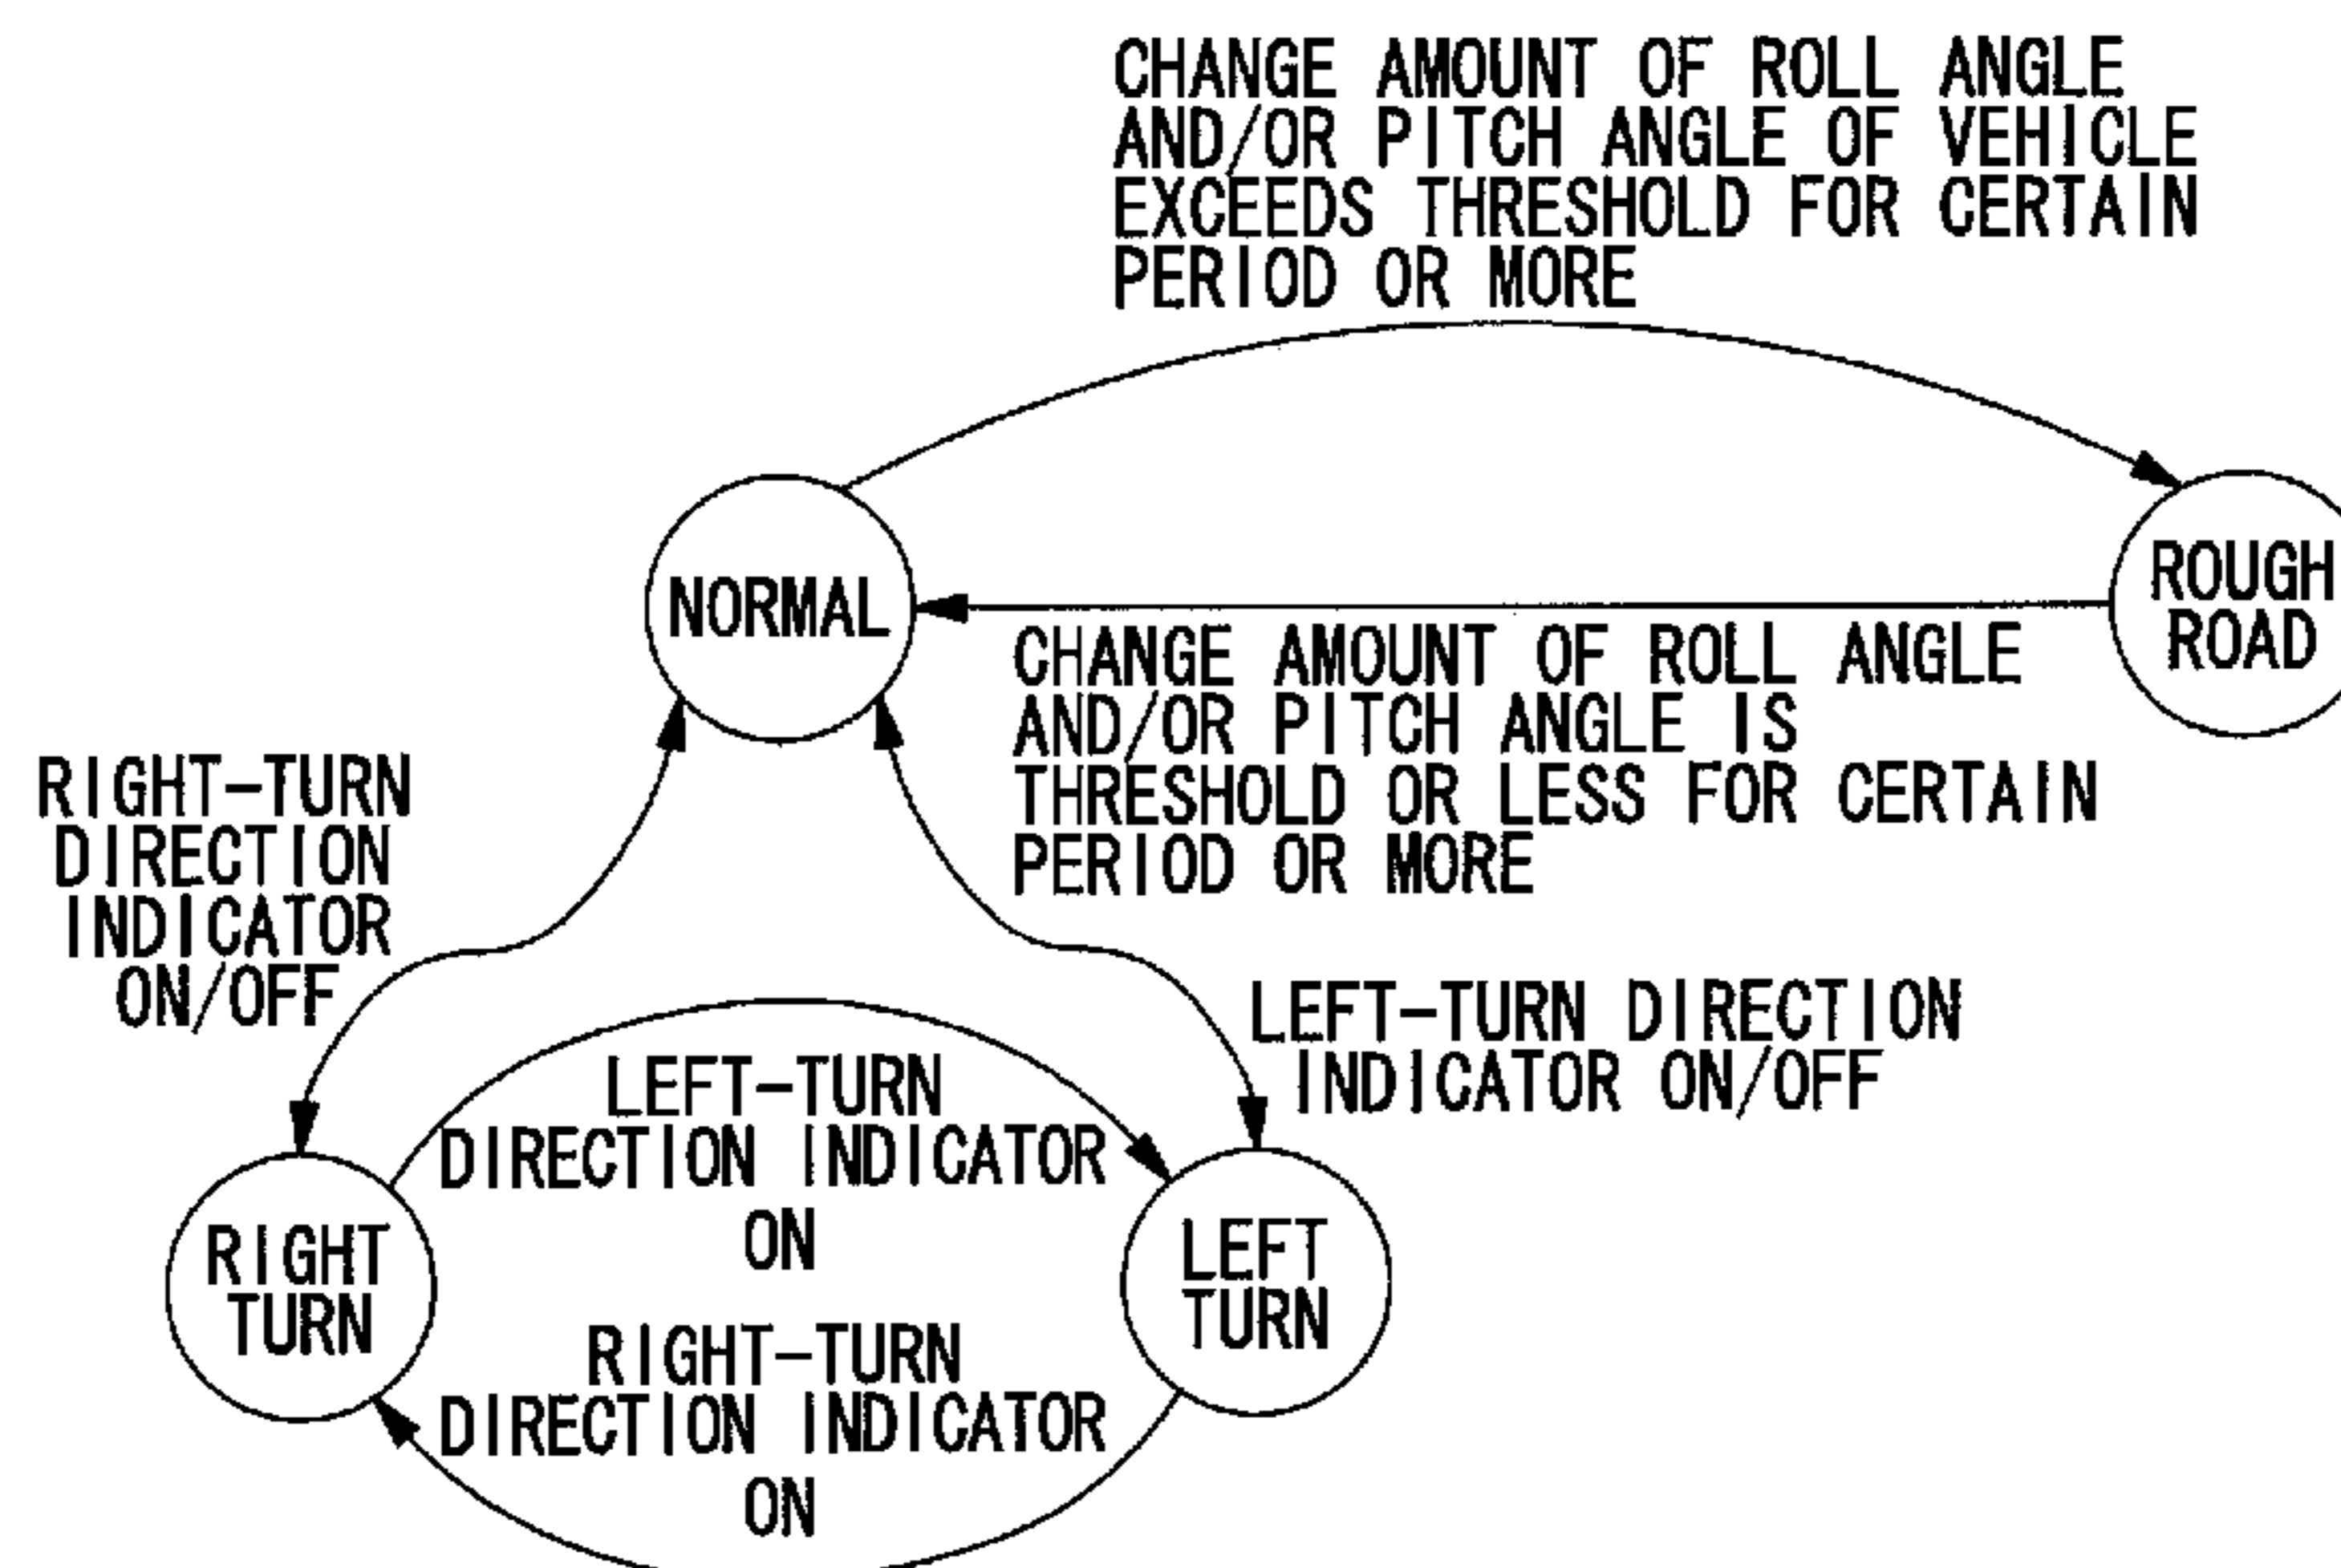 CHANGE AMOUNT OF ROLL ANGLE
AND/OR PITCH ANGLE OF VEHICLE
EXCEEDS THRESHOLD FOR CERTAIN
PERIOD OR MORE
NORMAL
ROUGH
ROAD
CHANGE AMOUNT OF ROLL ANGLE
AND/OR PITCH ANGLE IS
THRESHOLD OR LESS FOR CERTAIN
PERIOD OR MORE
RIGHT-TURN
DIRECTION
INDICATOR
ON/OFF
LEFT-TURN DIRECTION
INDICATOR ON/OFF
LEFT-TURN
DIRECTION INDICATOR
ON
RIGHT
TURN
LEFT
TURN
RIGHT-TURN
DIRECTION INDICATOR
ON